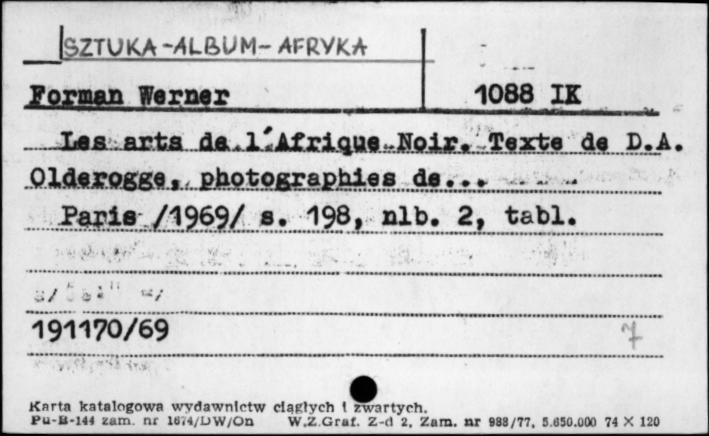 SZTUKA-ALBUM-AFRYKA
Forman Werner 1088 IK
Les arts de l'Afrique Noir. Texte de D.A.
Olderogge, photographies de...
Paris /1969/ s. 198, nlb. 2, tabl.
191170/69 7
Karta katalogowa wydawnictw ciągłych i zwartych.
Pu-B-144 zam. nr 1674/DW/On W.Z.Graf. Z-d 2, Zam. nr 988/77, 5.650.000 74 X 120